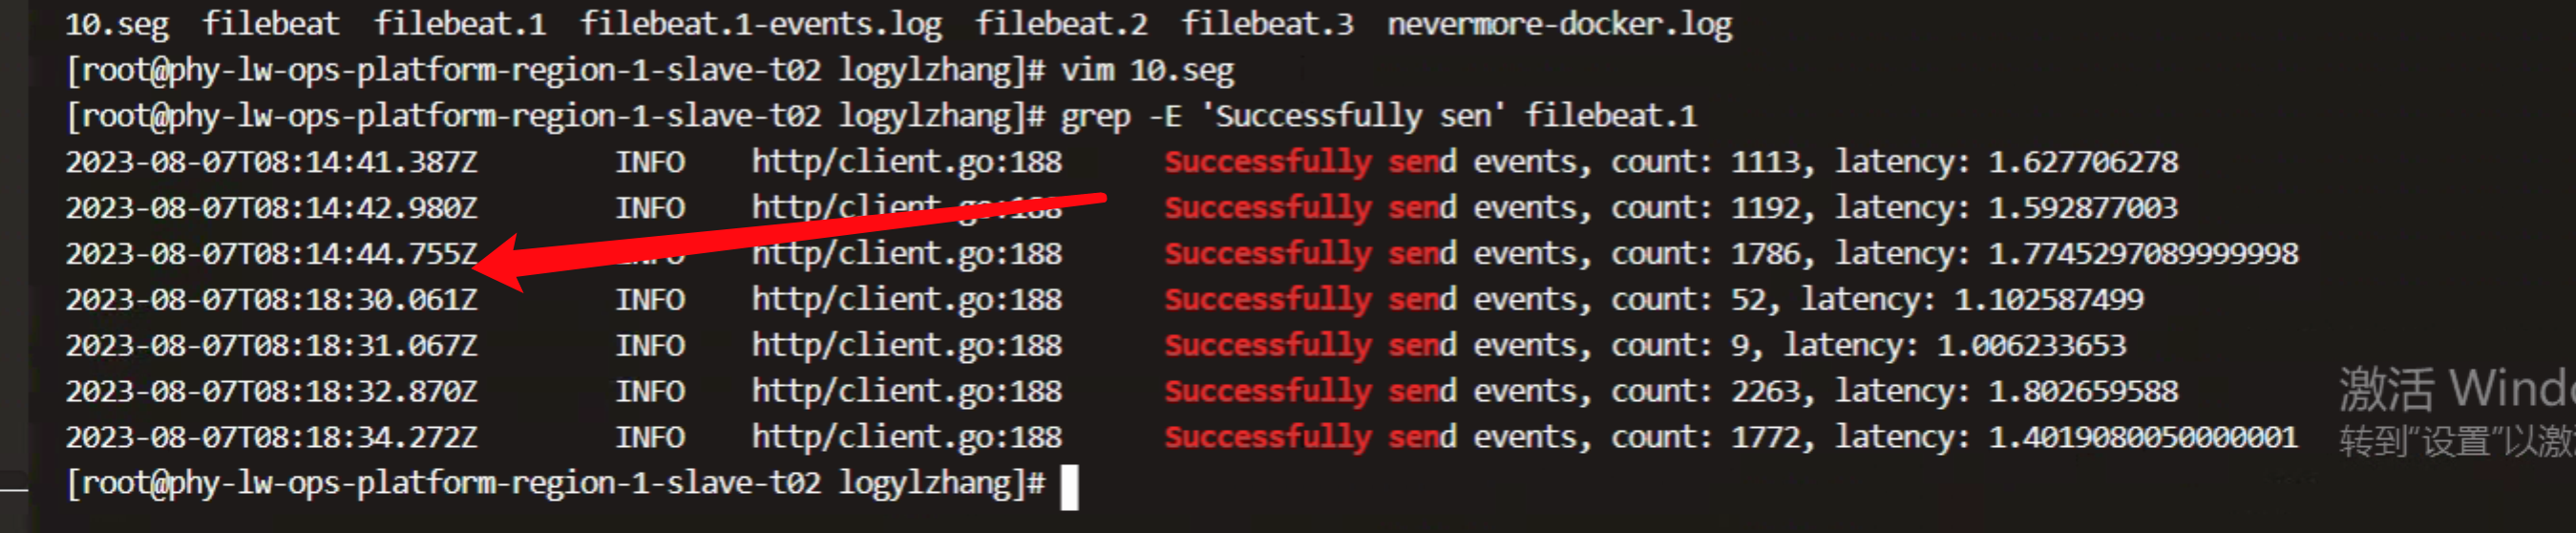 10.seg  filebeat  filebeat.1  filebeat.1-events.log  filebeat.2  filebeat.3  nevermore-docker.log
[root@phy-lw-ops-platform-region-1-slave-t02 logylzhang]# vim 10.seg
[root@phy-lw-ops-platform-region-1-slave-t02 logylzhang]# grep -E 'Successfully sen' filebeat.1
2023-08-07T08:14:41.387Z        INFO    http/client.go:188      Successfully send events, count: 1113, latency: 1.627706278
2023-08-07T08:14:42.980Z        INFO    http/client.go:188      Successfully send events, count: 1192, latency: 1.592877003
2023-08-07T08:14:44.755Z        INFO    http/client.go:188      Successfully send events, count: 1786, latency: 1.7745297089999998
2023-08-07T08:18:30.061Z        INFO    http/client.go:188      Successfully send events, count: 52, latency: 1.102587499
2023-08-07T08:18:31.067Z        INFO    http/client.go:188      Successfully send events, count: 9, latency: 1.006233653
2023-08-07T08:18:32.870Z        INFO    http/client.go:188      Successfully send events, count: 2263, latency: 1.802659588
2023-08-07T08:18:34.272Z        INFO    http/client.go:188      Successfully send events, count: 1772, latency: 1.4019080050000001
[root@phy-lw-ops-platform-region-1-slave-t02 logylzhang]#
激活 Wind
转到“设置”以激